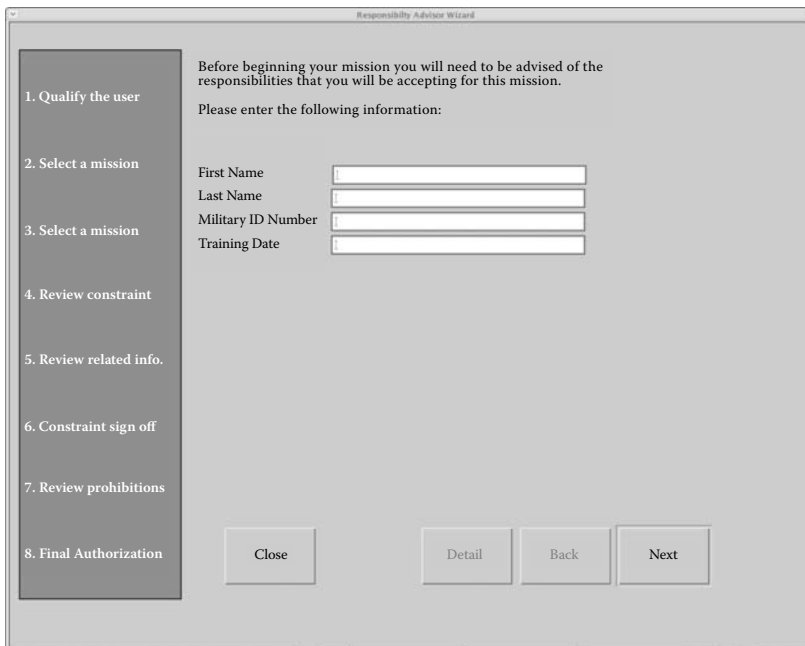 Responsibilty Advisor Wizard
1. Qualify the user
2. Select a mission
3. Select a mission
4. Review constraint
5. Review related info.
6. Constraint sign off
7. Review prohibitions
8. Final Authorization
Before beginning your mission you will need to be advised of the
responsibilities that you will be accepting for this mission.
Please enter the following information:
First Name
Last Name
Military ID Number
Training Date
Close
Detail
Back
Next